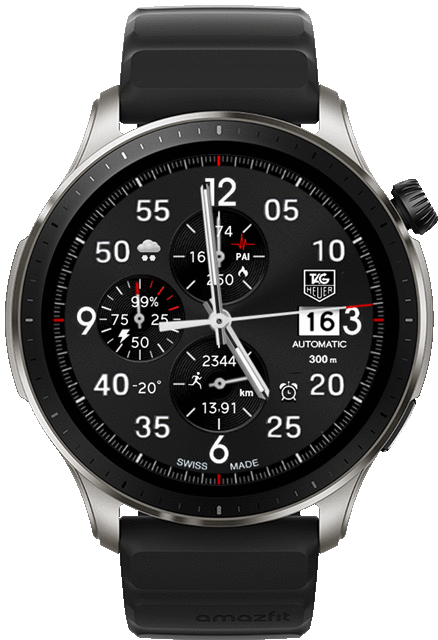 12
55 05
74
50 16 PAI 10
250
TAG
HEUER
99%
9 75 25 16 3
50
AUTOMATIC
2344
300 m
40 -20° km 20
13.91
35 25
6
SWISS MADE
amazfit